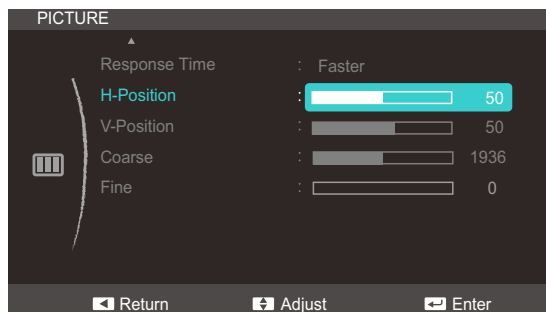 PICTURE
Response Time : Faster
H-Position : 50
V-Position : 50
Coarse : 1936
Fine : 0
Return Adjust Enter